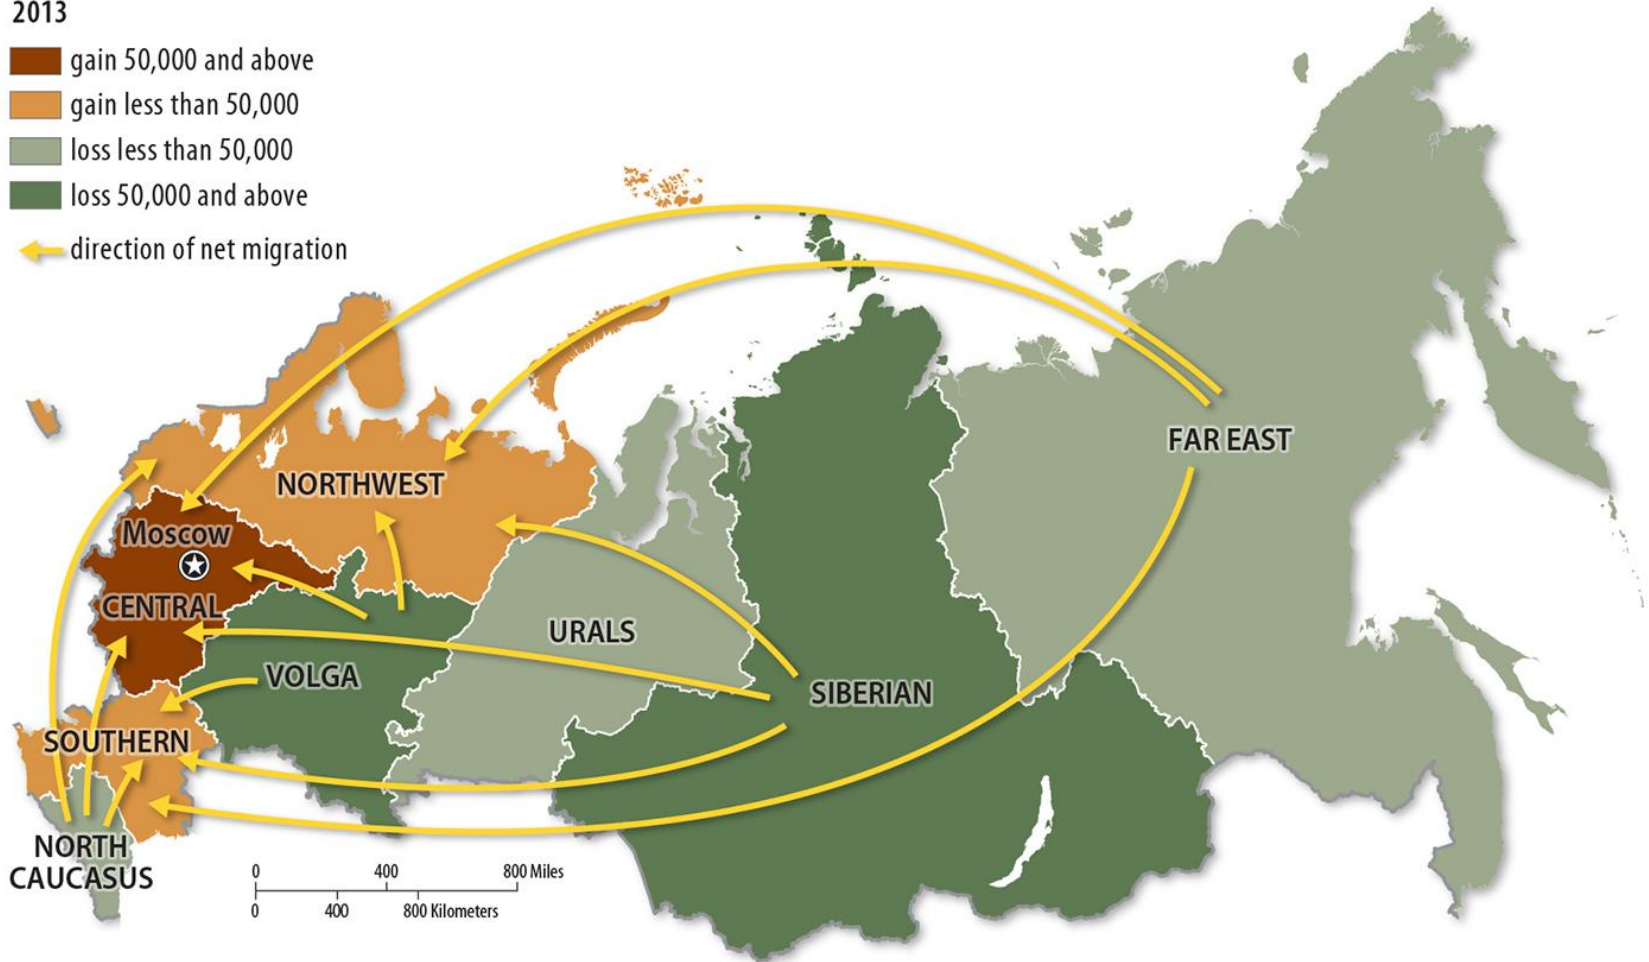 2013
gain 50,000 and above
gain less than 50,000
loss less than 50,000
loss 50,000 and above
direction of net migration
FAR EAST
NORTHWEST
Moscow
CENTRAL
URALS
VOLGA
SIBERIAN
SOUTHERN
NORTH
CAUCASUS
0 400 800 Miles
0 400 800 Kilometers